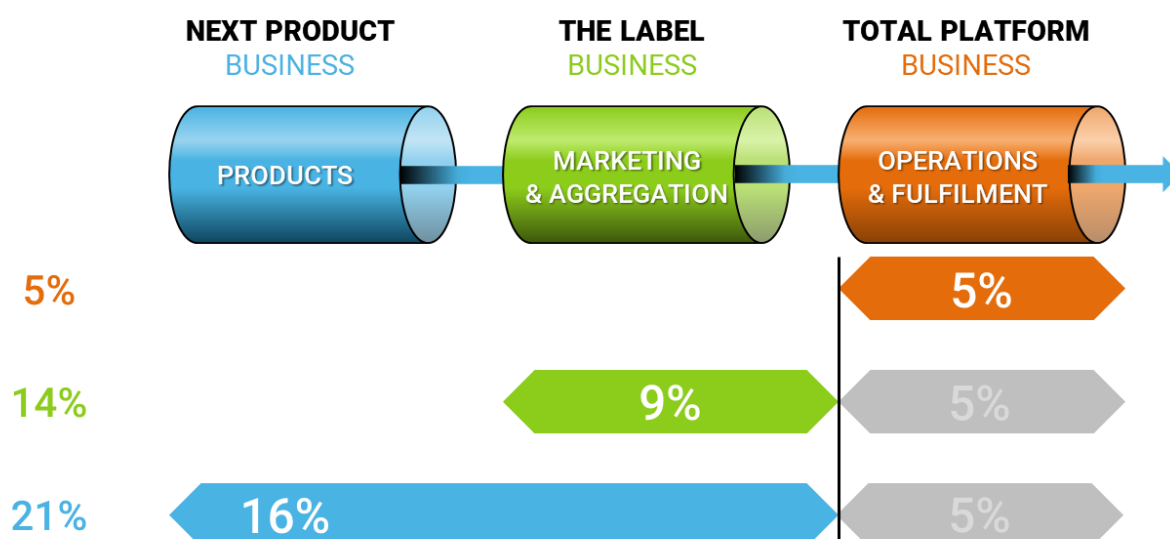 NEXT PRODUCT
BUSINESS
THE LABEL
BUSINESS
TOTAL PLATFORM
BUSINESS
PRODUCTS
MARKETING
& AGGREGATION
OPERATIONS
& FULFILMENT
5%
5%
14%
9%
5%
21%
16%
5%